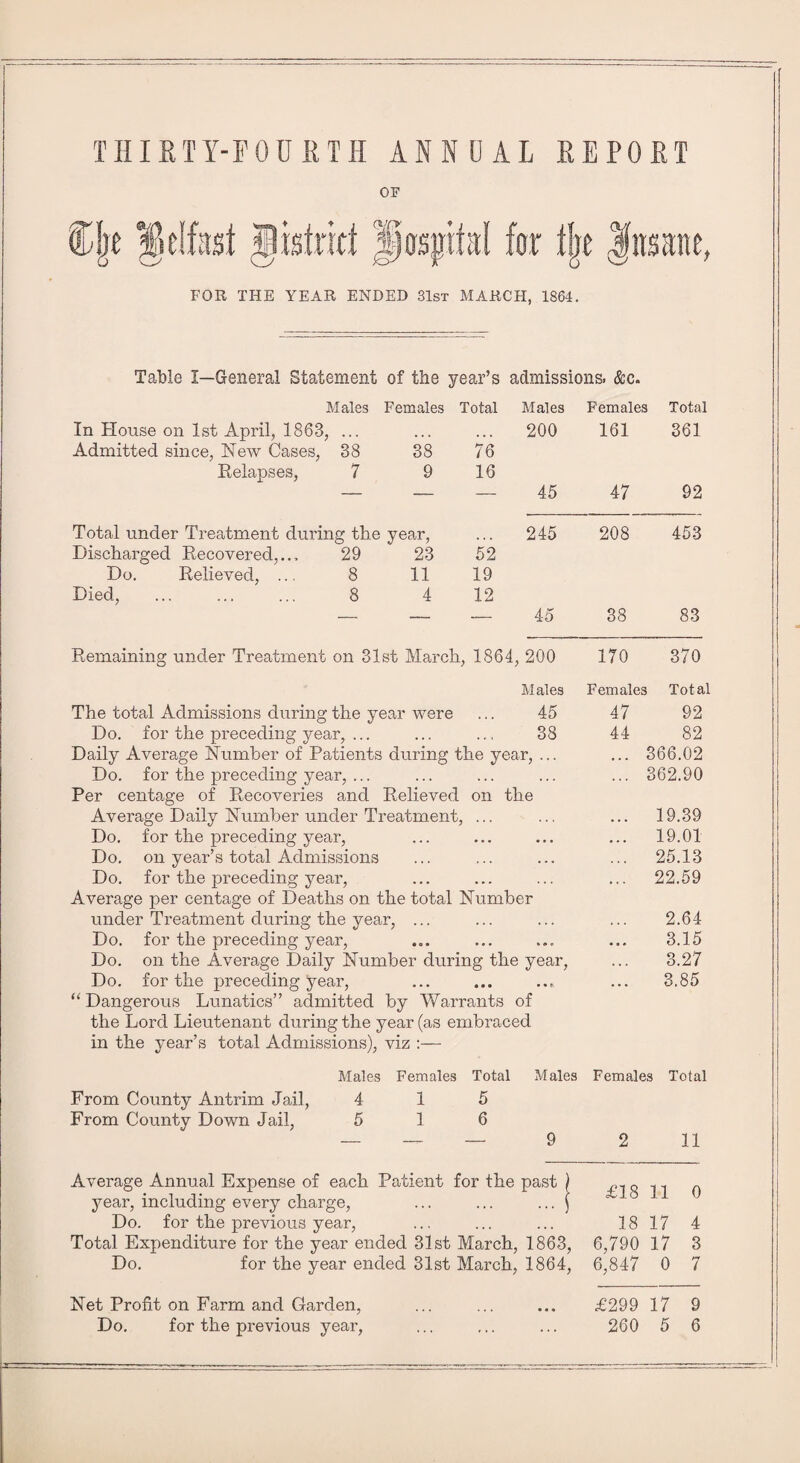 THIRTY-FOURTH ANNUAL REPORT
OF
The Belfast District Hospital for the Insane,
FOR THE YEAR ENDED 31ST MARCH, 1864.
Table I—General Statement of the year's admissions, &c.
Males Females Total Males Females Total
In House on 1st April, 1863, ... ... ... 200 161 361
Admitted since, New Cases, 38 38 76
Relapses, 7 9 16
— — — 45 47 92
Total under Treatment during the year, ... 245 208 453
Discharged Recovered,... 29 23 52
Do. Relieved, ... 8 11 19
Died, ... ... ... 8 4 12
— — — 45 38 83
Remaining under Treatment on 31st March, 1864, 200 170 370
Males Females Total
The total Admissions during the year were ... 45 47 92
Do. for the preceding year, ... ... ... 38 44 82
Daily Average Number of Patients during the year, ... ... 366.02
Do. for the preceding year, ... ... ... ... ... 362.90
Per centage of Recoveries and Relieved on the
Average Daily Number under Treatment, ... ... ... 19.39
Do. for the preceding year, ... ... ... ... 19.01
Do. on year's total Admissions ... ... ... ... 25.13
Do. for the preceding year, ... ... ... ... 22.59
Average per centage of Deaths on the total Number
under Treatment during the year, ... ... ... ... 2.64
Do. for the preceding year, ... ... ... ... 3.15
Do. on the Average Daily Number during the year, ... 3.27
Do. for the preceding year, ... ... ... ... 3.85
“Dangerous Lunatics” admitted by Warrants of
the Lord Lieutenant during the year (as embraced
in the year's total Admissions), viz :—
Males Females Total Males Females Total
From County Antrim Jail, 4 1 5
From County Down Jail, 5 1 6
— — — 9 2 11
Average Annual Expense of each Patient for the past }
year, including every charge, ... ... ... } £18 11 0
Do. for the previous year, ... ... ... 18 17 4
Total Expenditure for the year ended 31st March, 1863, 6,790 17 3
Do. for the year ended 31st March, 1864, 6,847 0 7
Net Profit on Farm and Garden, ... ... ... £299 17 9
Do. for the previous year, ... ... ... 260 5 6